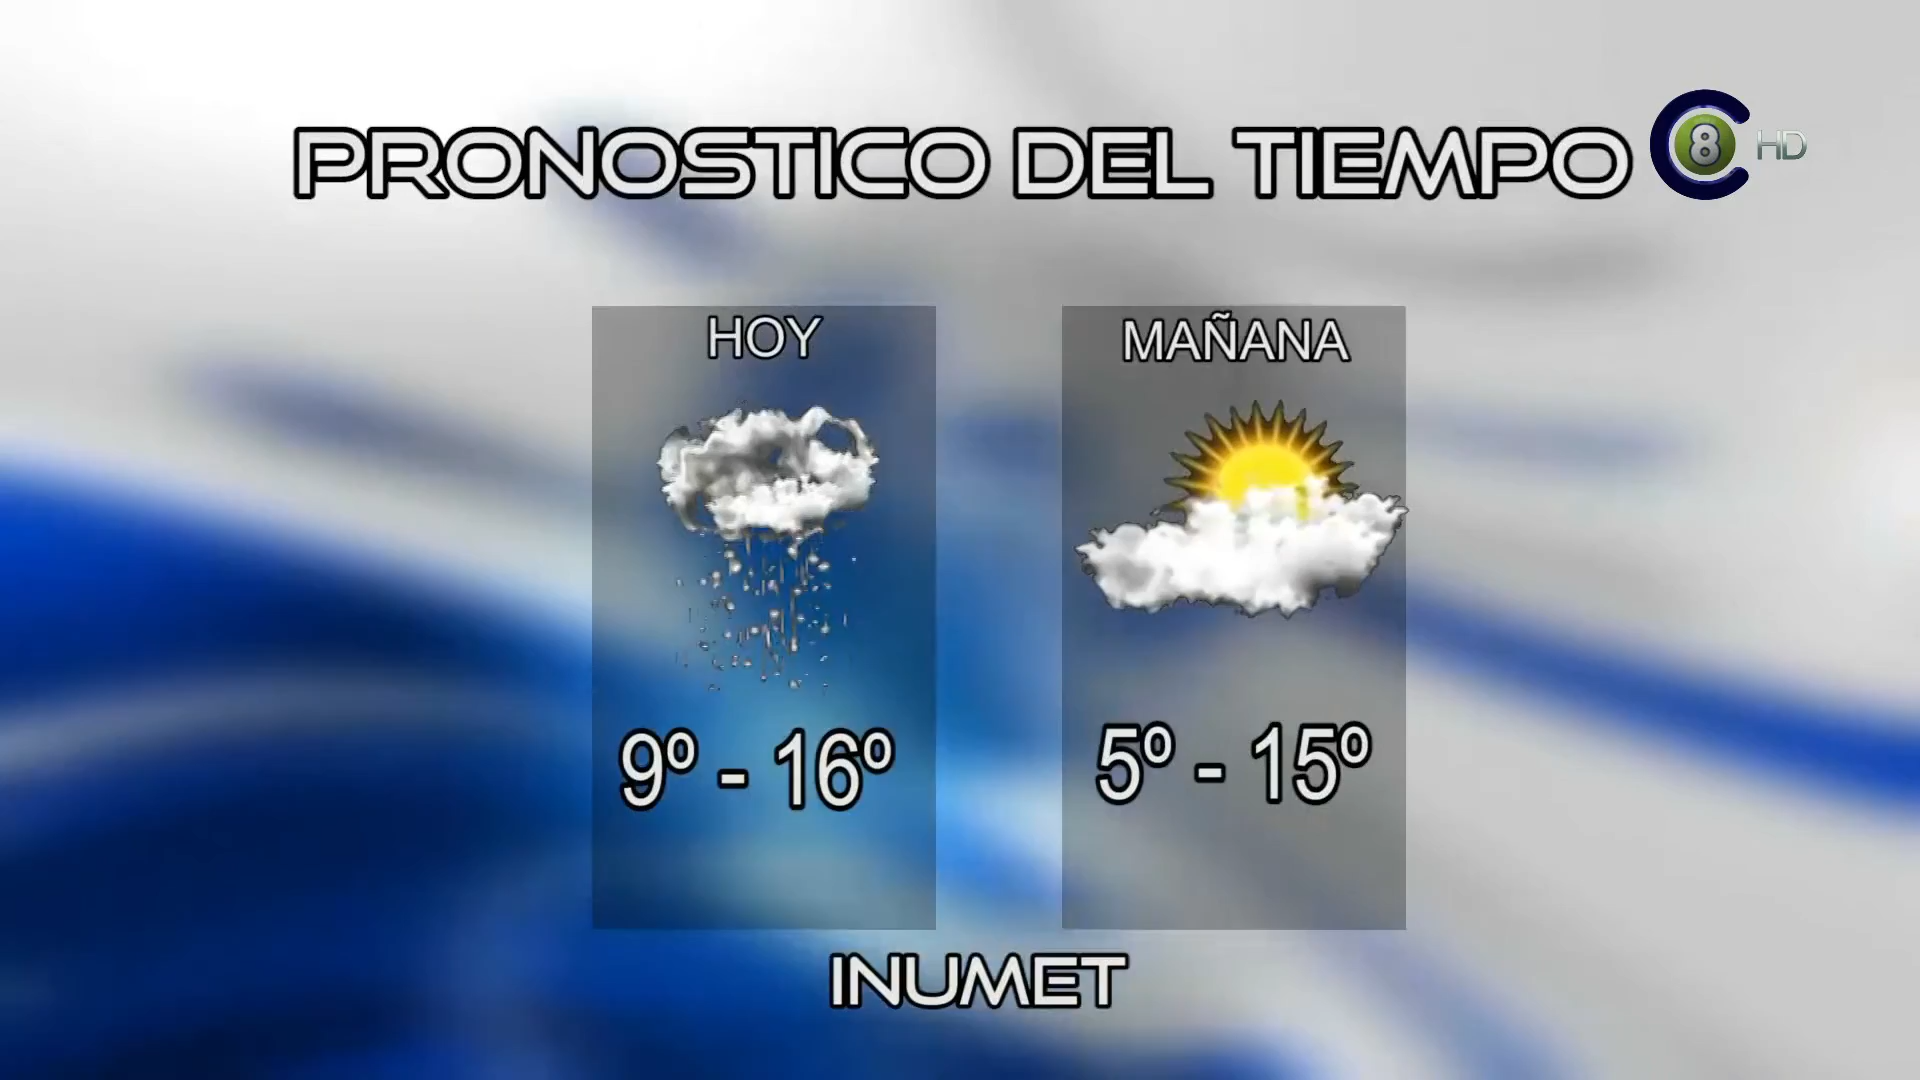 PRONOSTICO DEL TIEMPO
8 HD
HOY
MAÑANA
9º - 16º
5º - 15º
INUMET